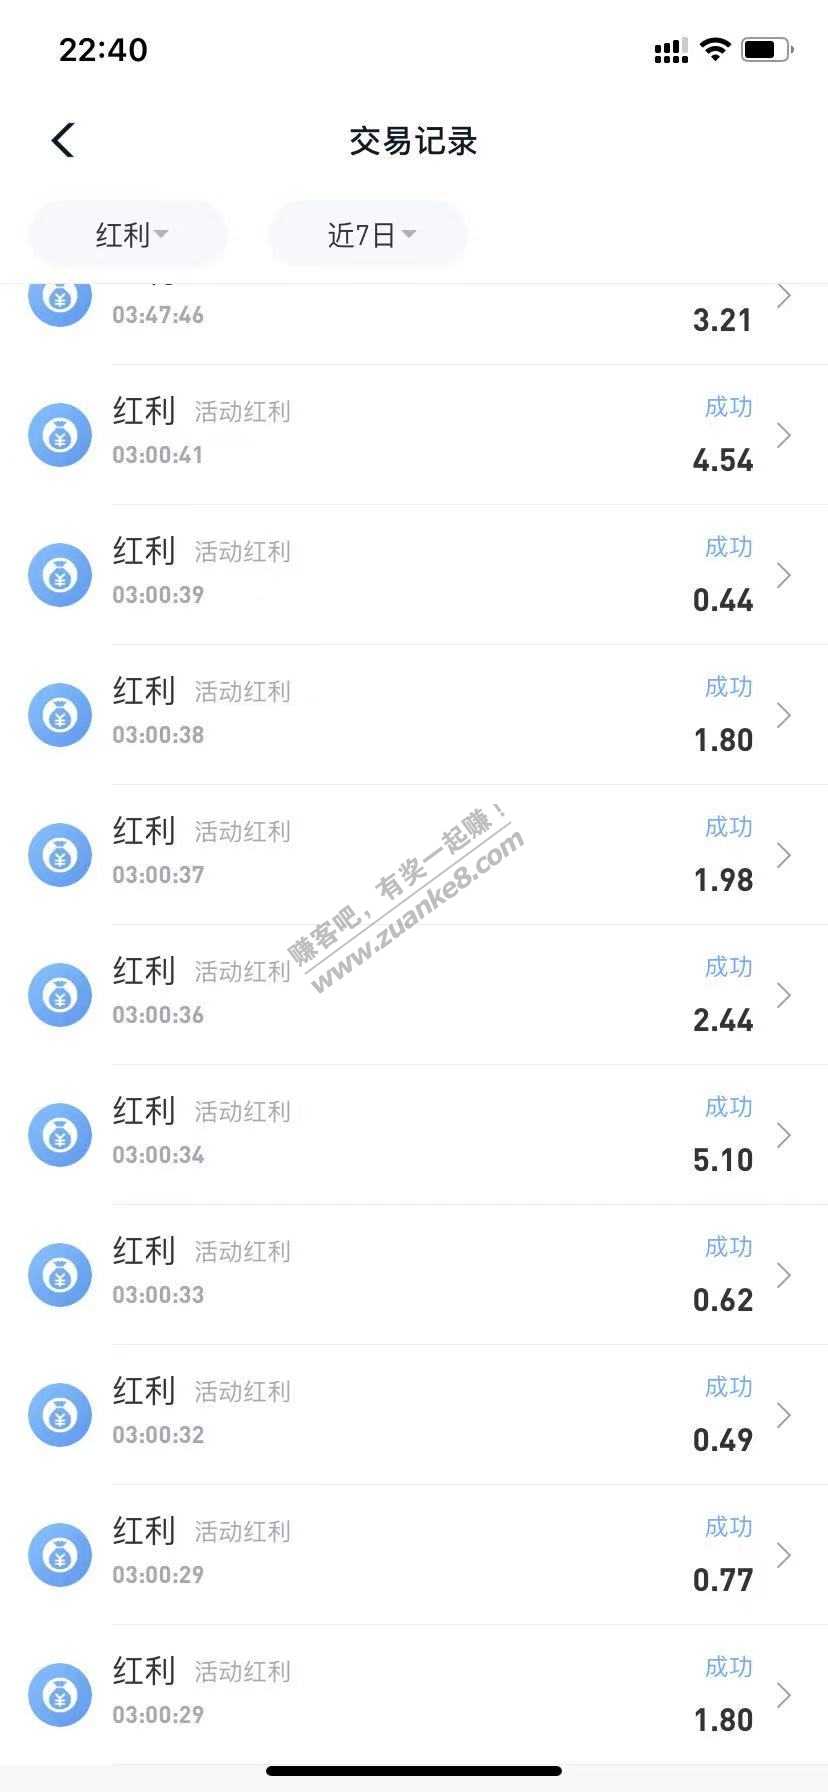 22:40
交易记录
红利
近7日
03:47:46
3.21
红利 活动红利 成功
03:00:41
4.54
红利 活动红利 成功
03:00:39
0.44
红利 活动红利 成功
03:00:38
1.80
红利 活动红利 成功
03:00:37
1.98
赚客吧，有奖一起赚！
www.zuanke8.com
红利 活动红利 成功
03:00:36
2.44
红利 活动红利 成功
03:00:34
5.10
红利 活动红利 成功
03:00:33
0.62
红利 活动红利 成功
03:00:32
0.49
红利 活动红利 成功
03:00:29
0.77
红利 活动红利 成功
03:00:29
1.80